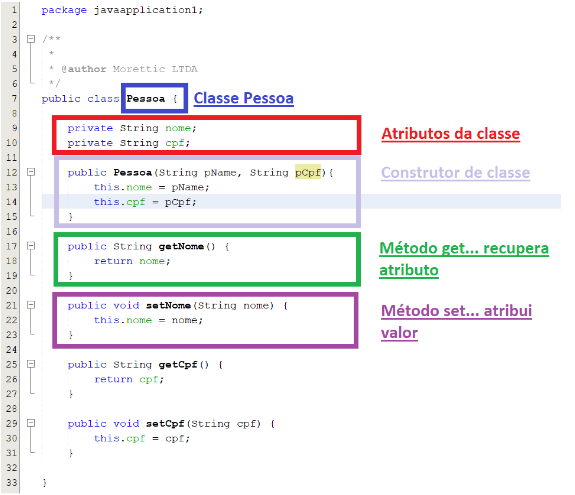 1 package javaapplication1;
2
3 /**
4 *
5 * @author Morettic LTDA
6 */
7 public class Pessoa { Classe Pessoa
8
9 private String nome;
10 private String cpf;
Atributos da classe
11
12 public Pessoa(String pName, String pCpf){
Construtor de classe
13 this.nome = pName;
14 this.cpf = pCpf;
15 }
16
17 public String getNome() {
18 return nome;
19 }
Método get... recupera
atributo
20
21 public void setNome(String nome) {
22 this.nome = nome;
23 }
Método set... atribui
valor
24
25 public String getCpf() {
26 return cpf;
27 }
28
29 public void setCpf(String cpf) {
30 this.cpf = cpf;
31 }
32
33 }